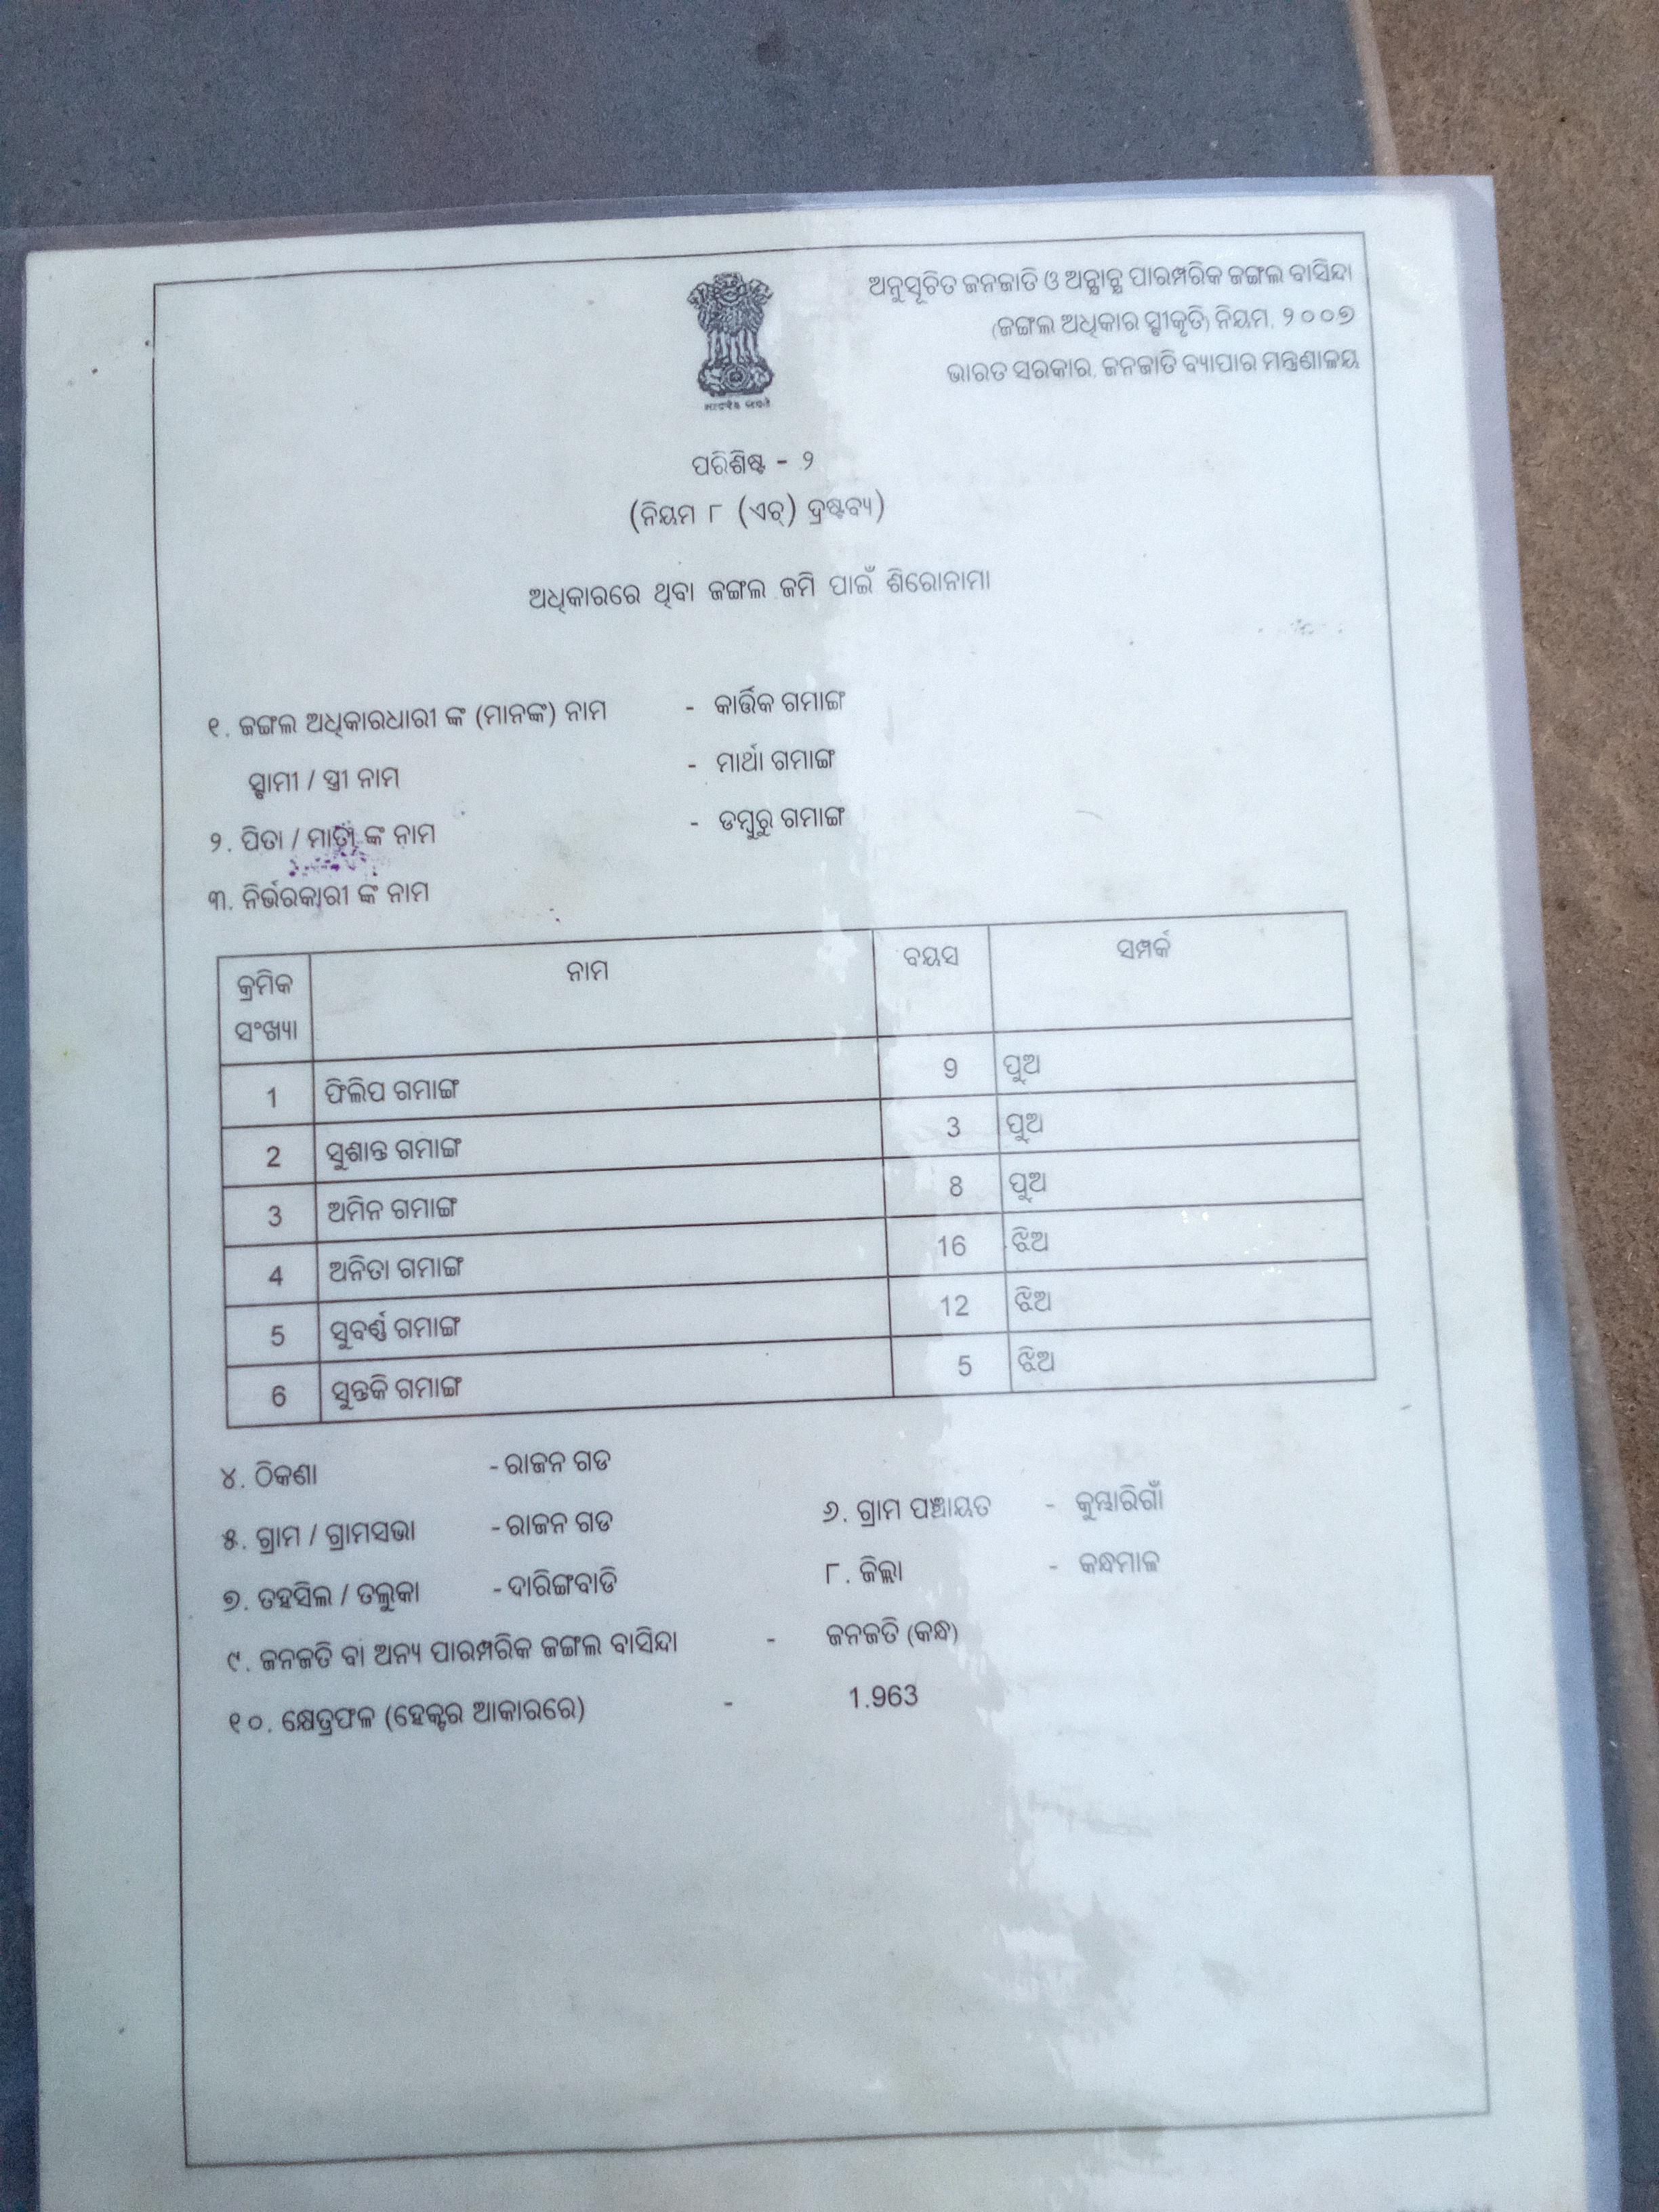 ଅନୁସୂଚିତ ଜନଜାତି ଓ ଅନ୍ଯାନ୍ଯ ପାରମ୍ପରିକ ଜଙ୍ଗଲ ବାସିନ୍ଦା
(ଜଙ୍ଗଲ ଅଧିକାର ସ୍ବୀକୃତି) ନିୟମ, ୨୦୦୭
ଭାରତ ସରକାର, ଜନଜାତି ବ୍ୟାପାର ମନ୍ତ୍ରଣାଳୟ
ପରିଶିଷ୍ଟ - ୨
(ନିୟମ ୮ (ଏଚ୍) ଦ୍ରଷ୍ଟବ୍ୟ)
ଅଧିକାରରେ ଥିବା ଜଙ୍ଗଲ ଜମି ପାଇଁ ଶିରୋନାମା
୧. ଜଙ୍ଗଲ ଅଧିକାରଧାରୀ ଙ୍କ (ମାନଙ୍କ) ନାମ - କାର୍ତ୍ତିକ ଗମାଙ୍ଗ
ସ୍ବାମୀ / ସ୍ତ୍ରୀ ନାମ - ମାର୍ଥା ଗମାଙ୍ଗ
୨. ପିତା / ମାତା ଙ୍କ ନାମ - ଡମ୍ବୁରୁ ଗମାଙ୍ଗ
୩. ନିର୍ଭରକାରୀ ଙ୍କ ନାମ
କ୍ରମିକ ସଂଖ୍ୟା ନାମ ବୟସ ସମ୍ପର୍କ
1 ଫିଲିପ ଗମାଙ୍ଗ 9 ପୁଅ
2 ସୁଶାନ୍ତ ଗମାଙ୍ଗ 3 ପୁଅ
3 ଅମିନ ଗମାଙ୍ଗ 8 ପୁଅ
4 ଅନିତା ଗମାଙ୍ଗ 16 ଝିଅ
5 ସୁବର୍ଣ୍ଣ ଗମାଙ୍ଗ 12 ଝିଅ
6 ସୁନ୍ତକି ଗମାଙ୍ଗ 5 ଝିଅ
୪. ଠିକଣା - ରାଜନ ଗଡ
୫. ଗ୍ରାମ / ଗ୍ରାମସଭା - ରାଜନ ଗଡ ୬. ଗ୍ରାମ ପଞ୍ଚାୟତ - କୁମ୍ଭାରିଗାଁ
୭. ତହସିଲ / ତଲୁକା - ଦାରିଙ୍ଗବାଡି ୮. ଜିଲ୍ଲା - କନ୍ଧମାଳ
୯. ଜନଜତି ବା ଅନ୍ୟ ପାରମ୍ପରିକ ଜଙ୍ଗଲ ବାସିନ୍ଦା - ଜନଜତି (କନ୍ଧ)
୧୦. କ୍ଷେତ୍ରଫଳ (ହେକ୍ଟର ଆକାରରେ) - 1.963